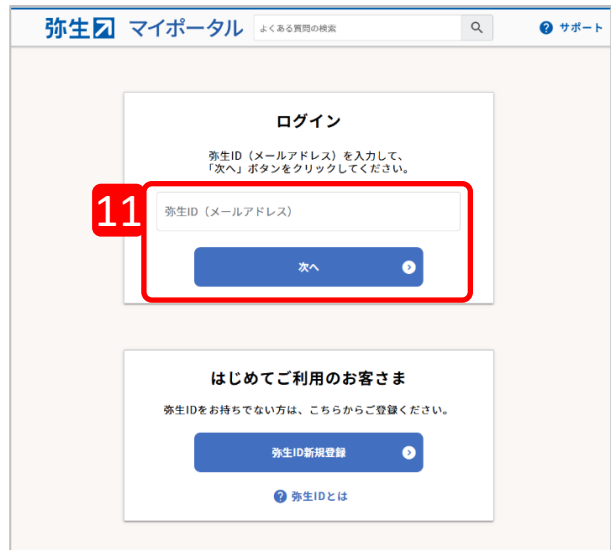 弥生 マイポータル よくある質問の検索 ? サポート
ログイン
弥生ID（メールアドレス）を入力して、
「次へ」ボタンをクリックしてください。
11
弥生ID（メールアドレス）
次へ
はじめてご利用のお客さま
弥生IDをお持ちでない方は、こちらからご登録ください。
弥生ID新規登録
? 弥生IDとは